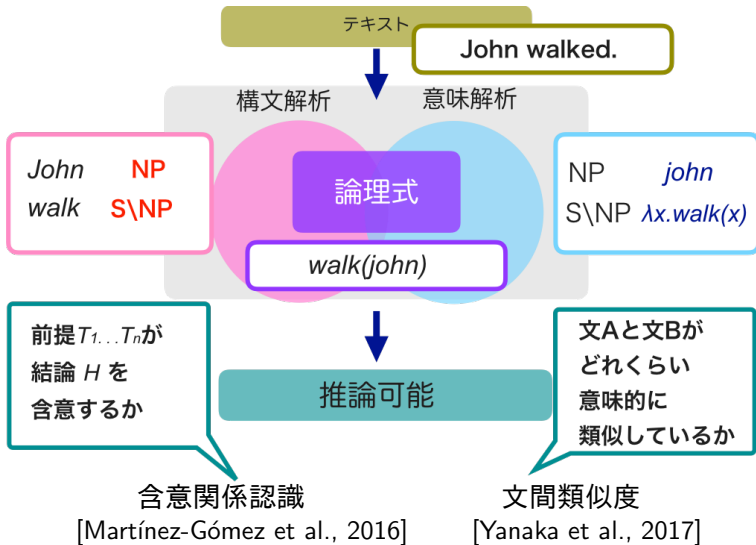 テキスト
John walked.
構文解析
意味解析
John NP
walk S\NP
論理式
NP john
S\NP λx.walk(x)
walk(john)
前提T1...Tnが
結論 H を
含意するか
推論可能
文Aと文Bが
どれくらい
意味的に
類似しているか
含意関係認識
[Martínez-Gómez et al., 2016]
文間類似度
[Yanaka et al., 2017]